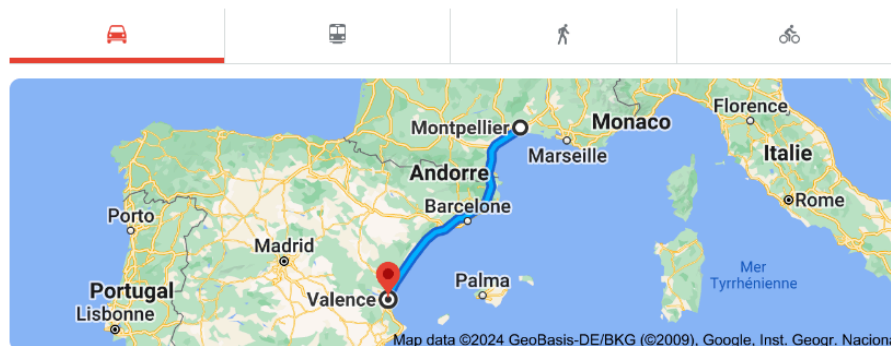 Montpellier
Monaco
Florence
Marseille
Italie
Andorre
Rome
Porto
Barcelone
Madrid
Mer
Tyrrhénienne
Palma
Portugal
Valence
Lisbonne
Map data ©2024 GeoBasis-DE/BKG (©2009), Google, Inst. Geogr. Nacion